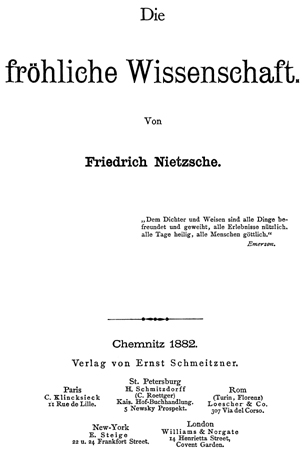 Die
fröhliche Wissenschaft.
Von
Friedrich Nietzsche.
„Dem Dichter und Weisen sind alle Dinge be-
freundet und geweiht, alle Erlebnisse nützlich,
alle Tage heilig, alle Menschen göttlich.“
Emerson.
Chemnitz 1882.
Verlag von Ernst Schmeitzner.
Paris
C. Klincksieck
11 Rue de Lille.
St. Petersburg
H. Schmitzdorff
(C. Roettger)
Kais. Hof-Buchhandlung.
5 Newsky Prospekt.
Rom
(Turin, Florenz)
Loescher & Co.
307 Via del Corso.
New-York
E. Steige
22 u. 24 Frankfort Street.
London
Williams & Norgate
14 Henrietta Street,
Covent Garden.